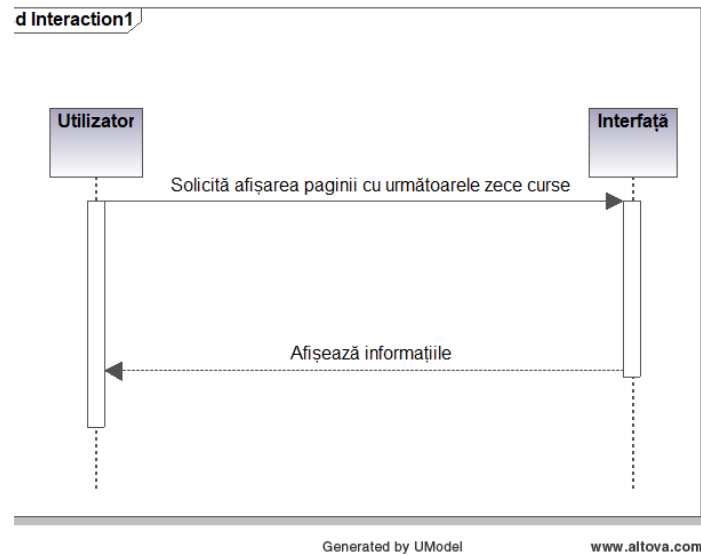 d Interaction1
Utilizator
Interfață
Solicită afișarea paginii cu următoarele zece curse
Afișează informațiile
Generated by UModel
www.altova.com